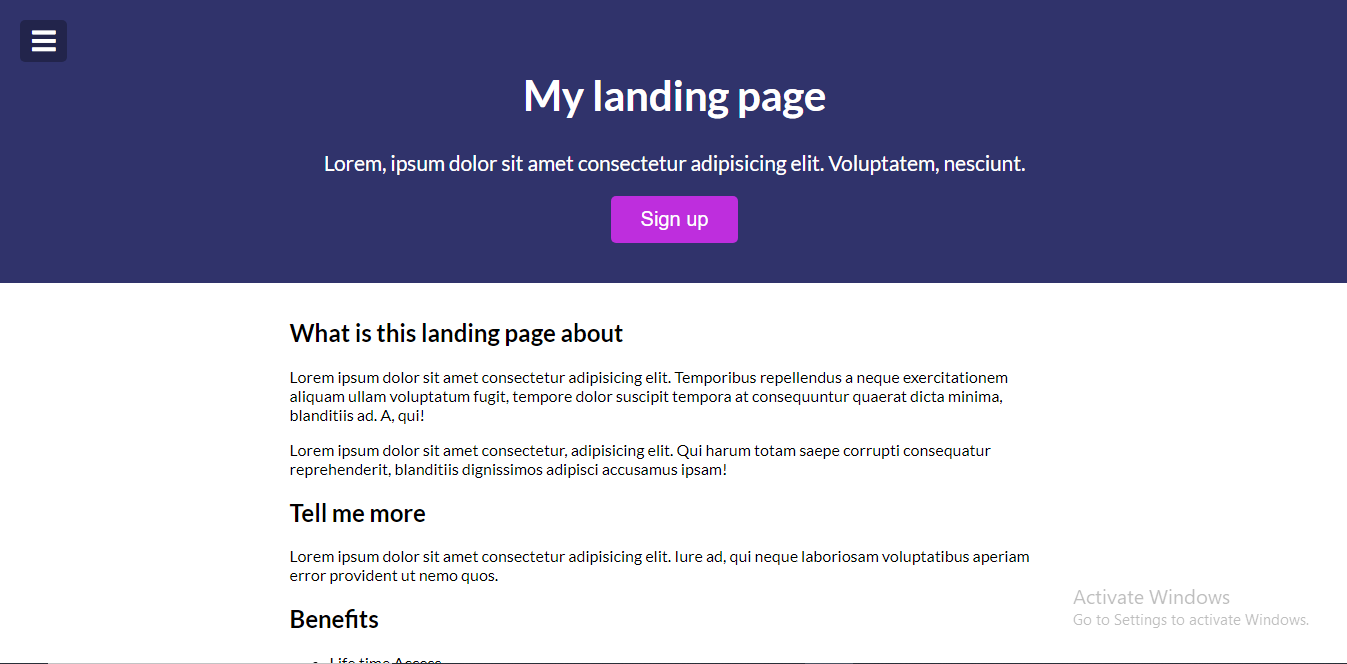 My landing page
Lorem, ipsum dolor sit amet consectetur adipisicing elit. Voluptatem, nesciunt.
Sign up
What is this landing page about
Lorem ipsum dolor sit amet consectetur adipisicing elit. Temporibus repellendus a neque exercitationem
aliquam ullam voluptatum fugit, tempore dolor suscipit tempora at consequuntur quaerat dicta minima,
blanditiis ad. A, qui!
Lorem ipsum dolor sit amet consectetur, adipisicing elit. Qui harum totam saepe corrupti consequatur
reprehenderit, blanditiis dignissimos adipisci accusamus ipsam!
Tell me more
Lorem ipsum dolor sit amet consectetur adipisicing elit. Iure ad, qui neque laboriosam voluptatibus aperiam
error provident ut nemo quos.
Benefits
Life time Access
Activate Windows
Go to Settings to activate Windows.